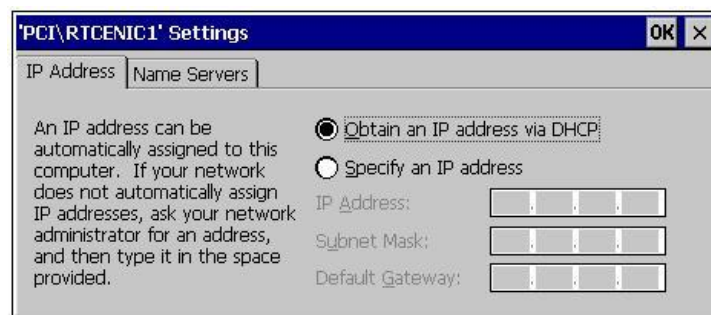 'PCI\RTCENIC1' Settings
OK ×
IP Address
Name Servers
An IP address can be
automatically assigned to this
computer. If your network
does not automatically assign
IP addresses, ask your network
administrator for an address,
and then type it in the space
provided.
Obtain an IP address via DHCP
Specify an IP address
IP Address:
Subnet Mask:
Default Gateway: